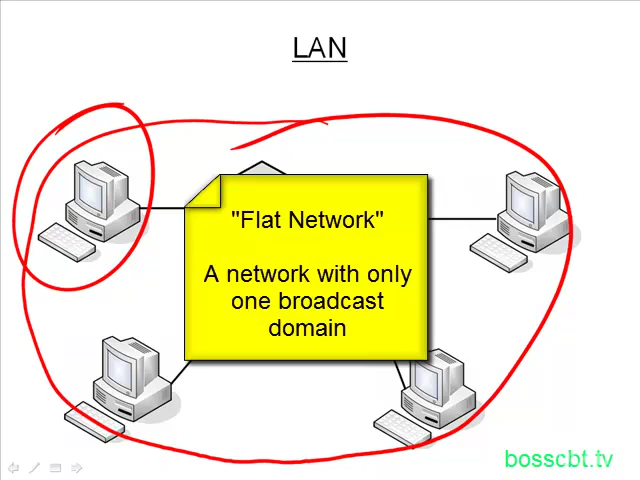 LAN
"Flat Network"
A network with only
one broadcast
domain
bosscbt.tv